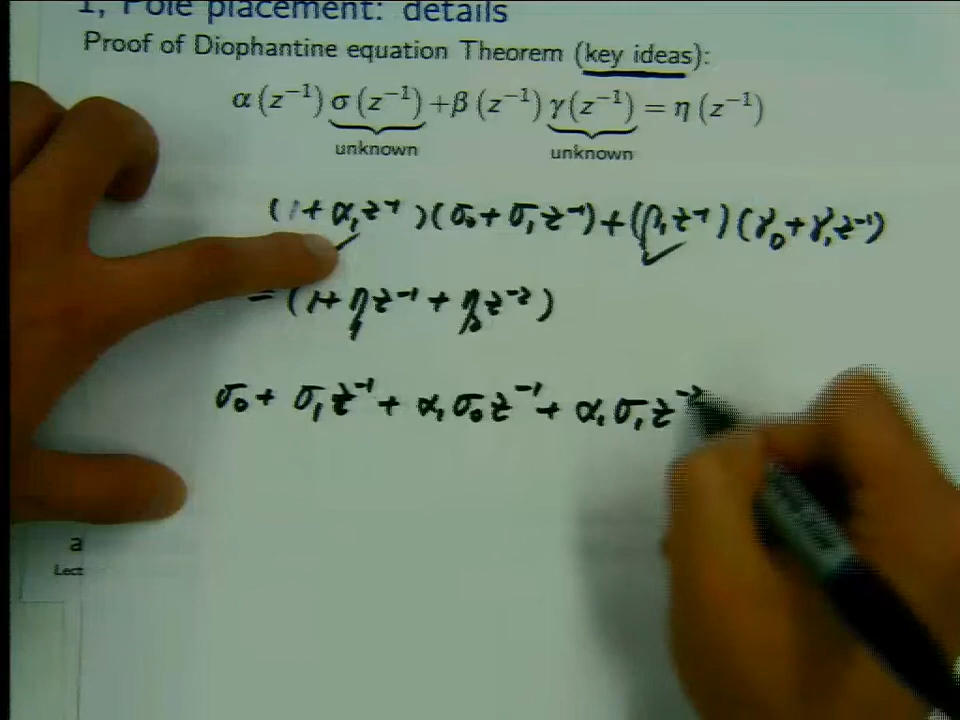 1, Pole placement: details
Proof of Diophantine equation Theorem (key ideas):
α(z⁻¹)σ(z⁻¹)+β(z⁻¹)γ(z⁻¹)=η(z⁻¹)
unknown unknown
(1+α₁z⁻¹)(σ₀+σ₁z⁻¹)+(β₁z⁻¹)(γ₀+γ₁z⁻¹)
=(1+η₁z⁻¹+η₂z⁻²)
σ₀+σ₁z⁻¹+α₁σ₀z⁻¹+α₁σ₁z⁻²
a
Lect